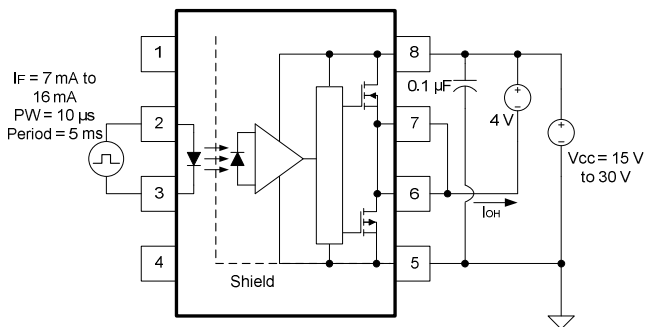 IF = 7 mA to
16 mA
PW = 10 µs
Period = 5 ms
1
2
3
4
Shield
8
7
6
5
0.1 µF
4 V
IOH
+
−
+
−
VCC = 15 V
to 30 V